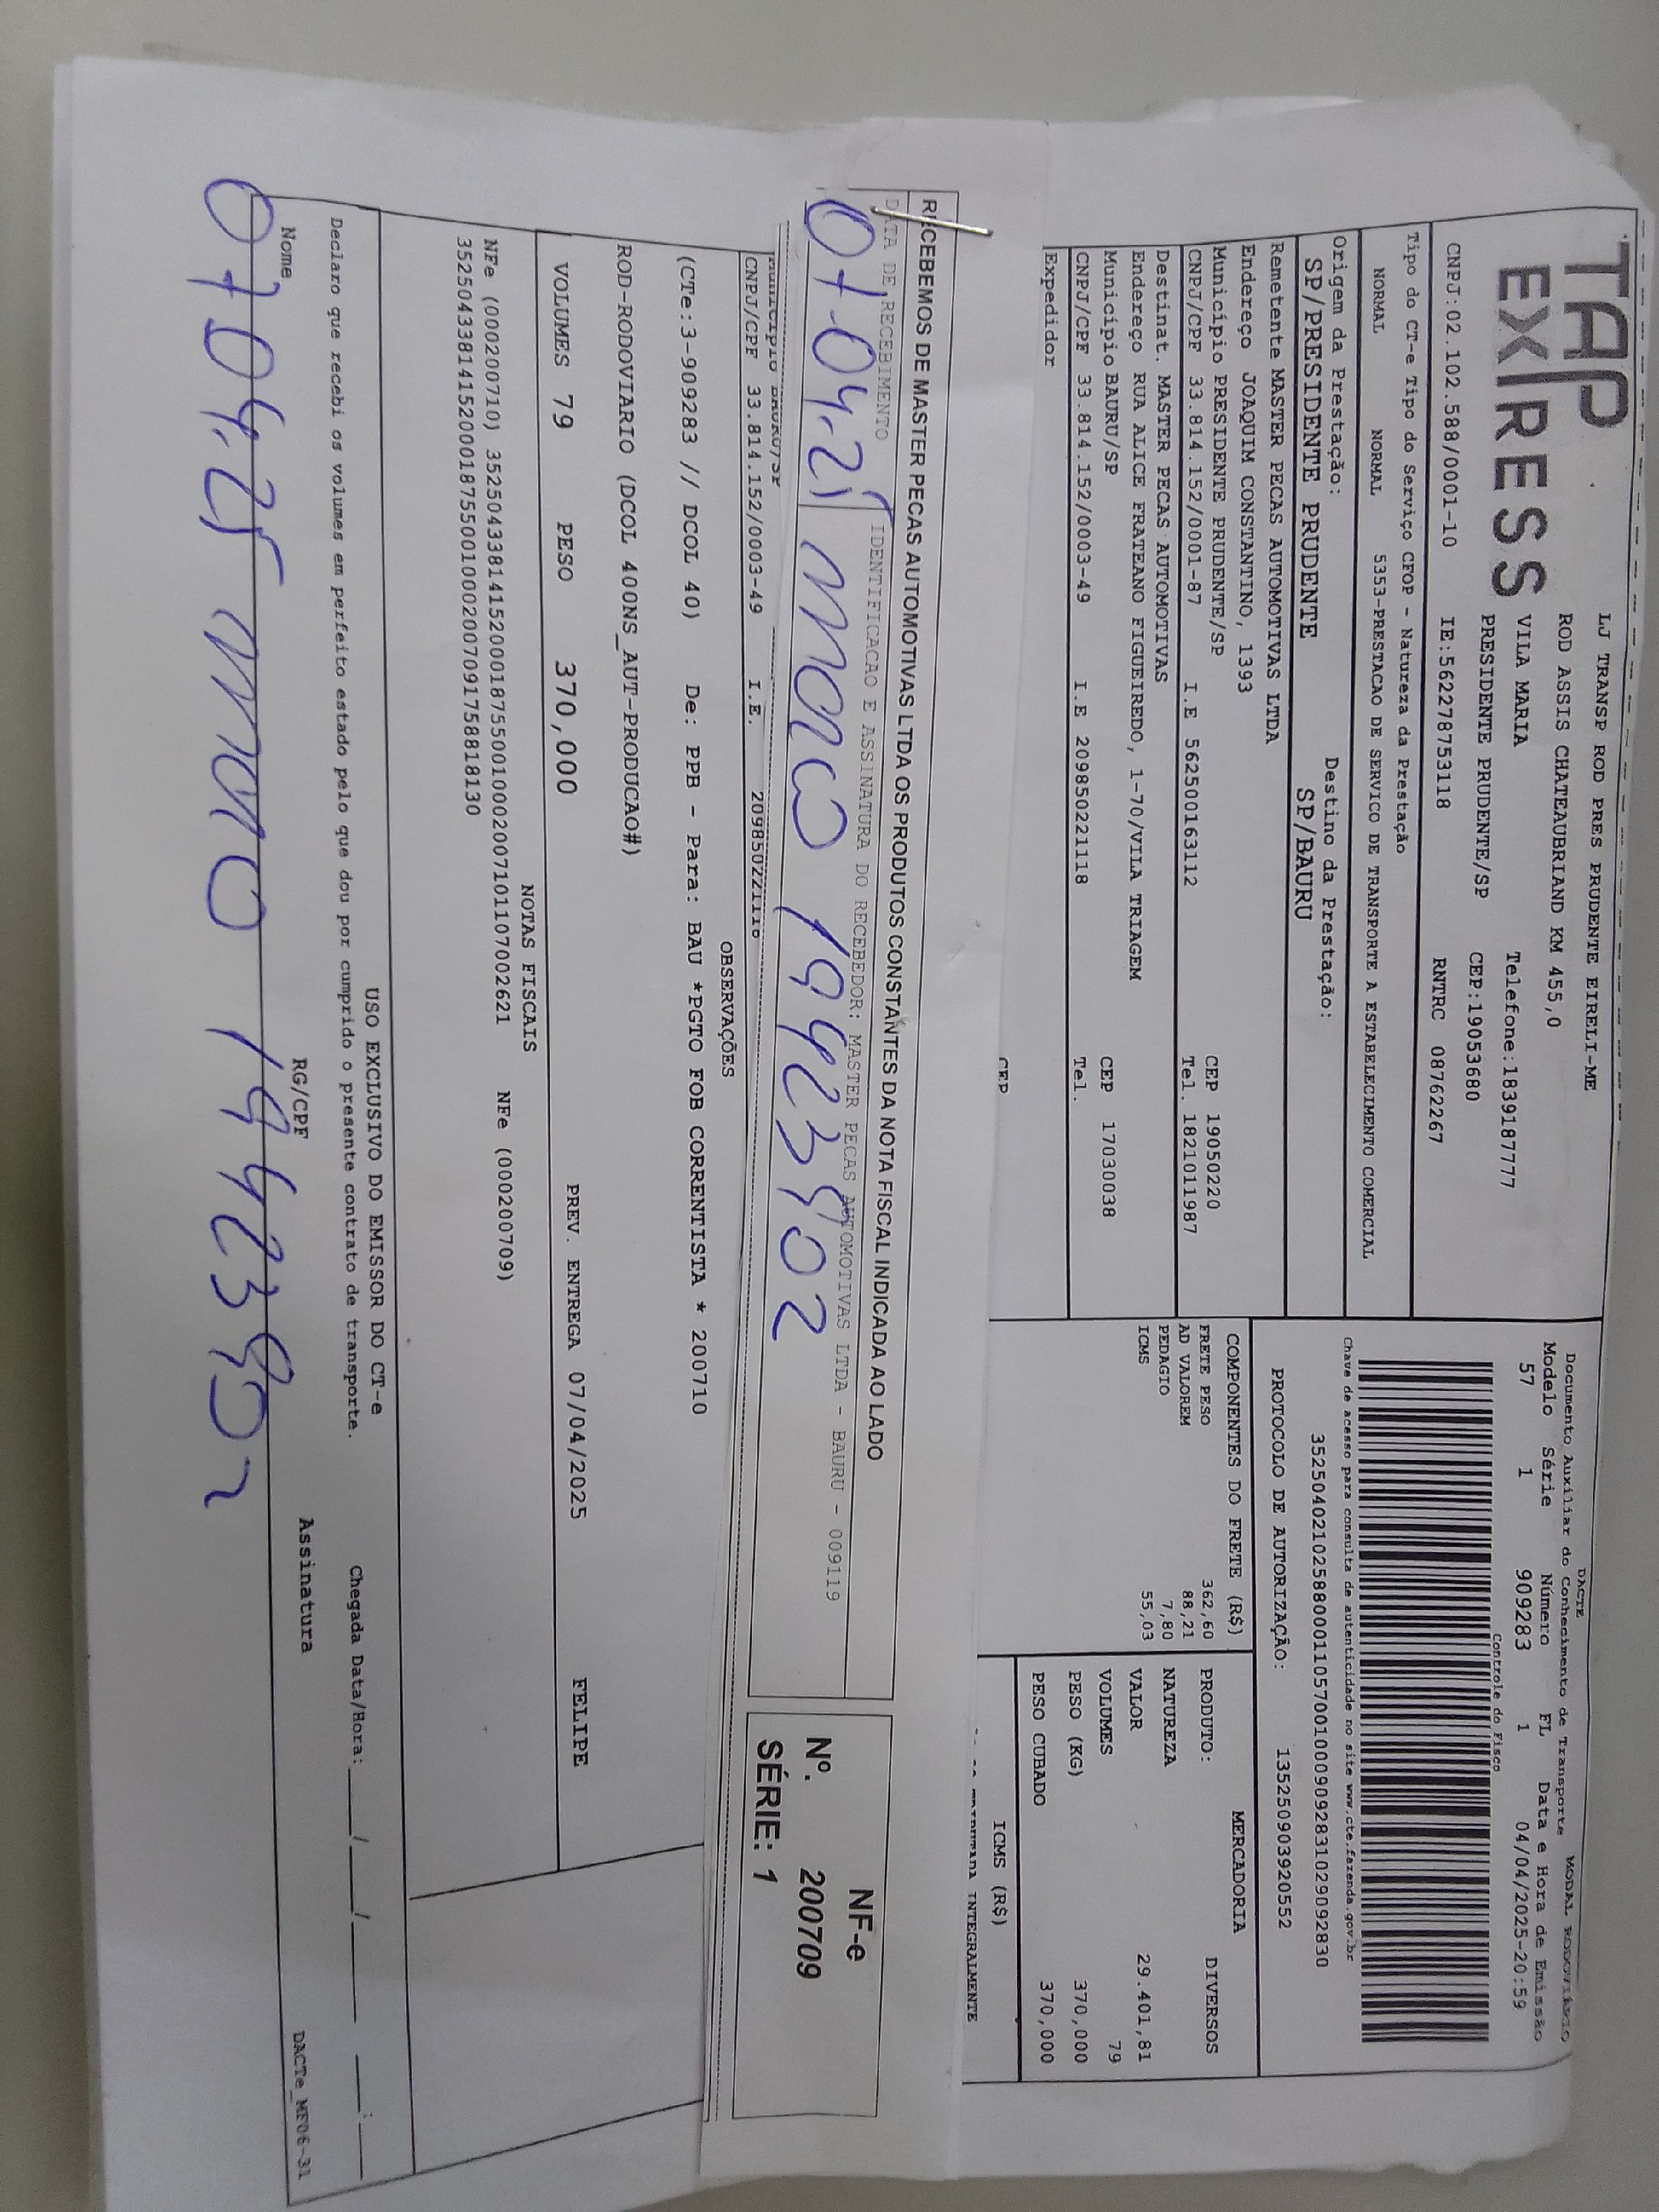 TAP
EXPRESS
LJ TRANSP ROD PRES PRUDENTE EIRELI-ME
ROD ASSIS CHATEAUBRIAND KM 455,0
VILA MARIA
Telefone:18391877777
PRESIDENTE PRUDENTE/SP
CEP:19053680
CNPJ:02.102.588/0001-10 IE:562278753118 RNTRC 08762267
DACTE
Documento Auxiliar do Conhecimento de Transporte MODAL RODOVIÁRIO
Modelo Série Número FL Data e Hora de Emissão
57 1 909283 1 04/04/2025-20:59
Controle do Fisco
Chave de acesso para consulta de autenticidade no site www.cte.fazenda.gov.br
35250402102588000110570010009092831029092830
PROTOCOLO DE AUTORIZAÇÃO: 135250903920552
Tipo do CT-e Tipo do Serviço CFOP - Natureza da Prestação
NORMAL NORMAL 5353-PRESTACAO DE SERVICO DE TRANSPORTE A ESTABELECIMENTO COMERCIAL
Origem da Prestação: Destino da Prestação:
SP/PRESIDENTE PRUDENTE SP/BAURU
Remetente MASTER PECAS AUTOMOTIVAS LTDA
Endereço JOAQUIM CONSTANTINO, 1393
Município PRESIDENTE PRUDENTE/SP CEP 19050220
CNPJ/CPF 33.814.152/0001-87 I.E 562500163112 Tel. 1821011987
Destinat. MASTER PECAS AUTOMOTIVAS
Endereço RUA ALICE FRATEANO FIGUEIREDO, 1-70/VILA TRIAGEM
Município BAURU/SP CEP 17030038
CNPJ/CPF 33.814.152/0003-49 I.E 209850221118 Tel.
Expedidor
CEP
COMPONENTES DO FRETE (R$)
FRETE PESO 362,60
AD VALOREM 88,21
PEDAGIO 7,80
ICMS 55,03
MERCADORIA
PRODUTO: DIVERSOS
NATUREZA
VALOR 29.401,81
VOLUMES 79
PESO (KG) 370,000
PESO CUBADO 370,000
ICMS (R$)
INTEGRALMENTE
RECEBEMOS DE MASTER PECAS AUTOMOTIVAS LTDA OS PRODUTOS CONSTANTES DA NOTA FISCAL INDICADA AO LADO
DATA DE RECEBIMENTO IDENTIFICACAO E ASSINATURA DO RECEBEDOR: MASTER PECAS AUTOMOTIVAS LTDA - BAURU - 009119
NF-e
Nº. 200709
SÉRIE: 1
Município BAURU/SP
CNPJ/CPF 33.814.152/0003-49 I.E. 209850221118
OBSERVAÇÕES
(CTe:3-909283 // DCOL 40) De: PPB - Para: BAU *PGTO FOB CORRENTISTA * 200710
ROD-RODOVIARIO (DCOL 400NS_AUT-PRODUCAO#)
VOLUMES 79 PESO 370,000 PREV. ENTREGA 07/04/2025 FELIPE
NOTAS FISCAIS
NFe (000200710) 35250433814152000187550010002007101107002621 NFe (000200709)
35250433814152000187550010002007091758818130
USO EXCLUSIVO DO EMISSOR DO CT-e
Declaro que recebi os volumes em perfeito estado pelo que dou por cumprido o presente contrato de transporte. Chegada Data/Hora:____/____/______ ____:____
Nome RG/CPF Assinatura
07 04.25
DACTe_MF06-31